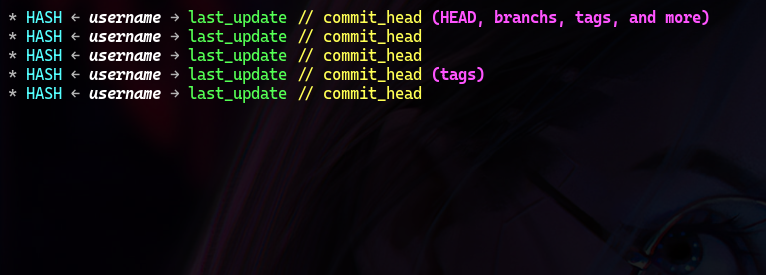 * HASH ← username → last_update // commit_head (HEAD, branchs, tags, and more)
* HASH ← username → last_update // commit_head
* HASH ← username → last_update // commit_head
* HASH ← username → last_update // commit_head (tags)
* HASH ← username → last_update // commit_head